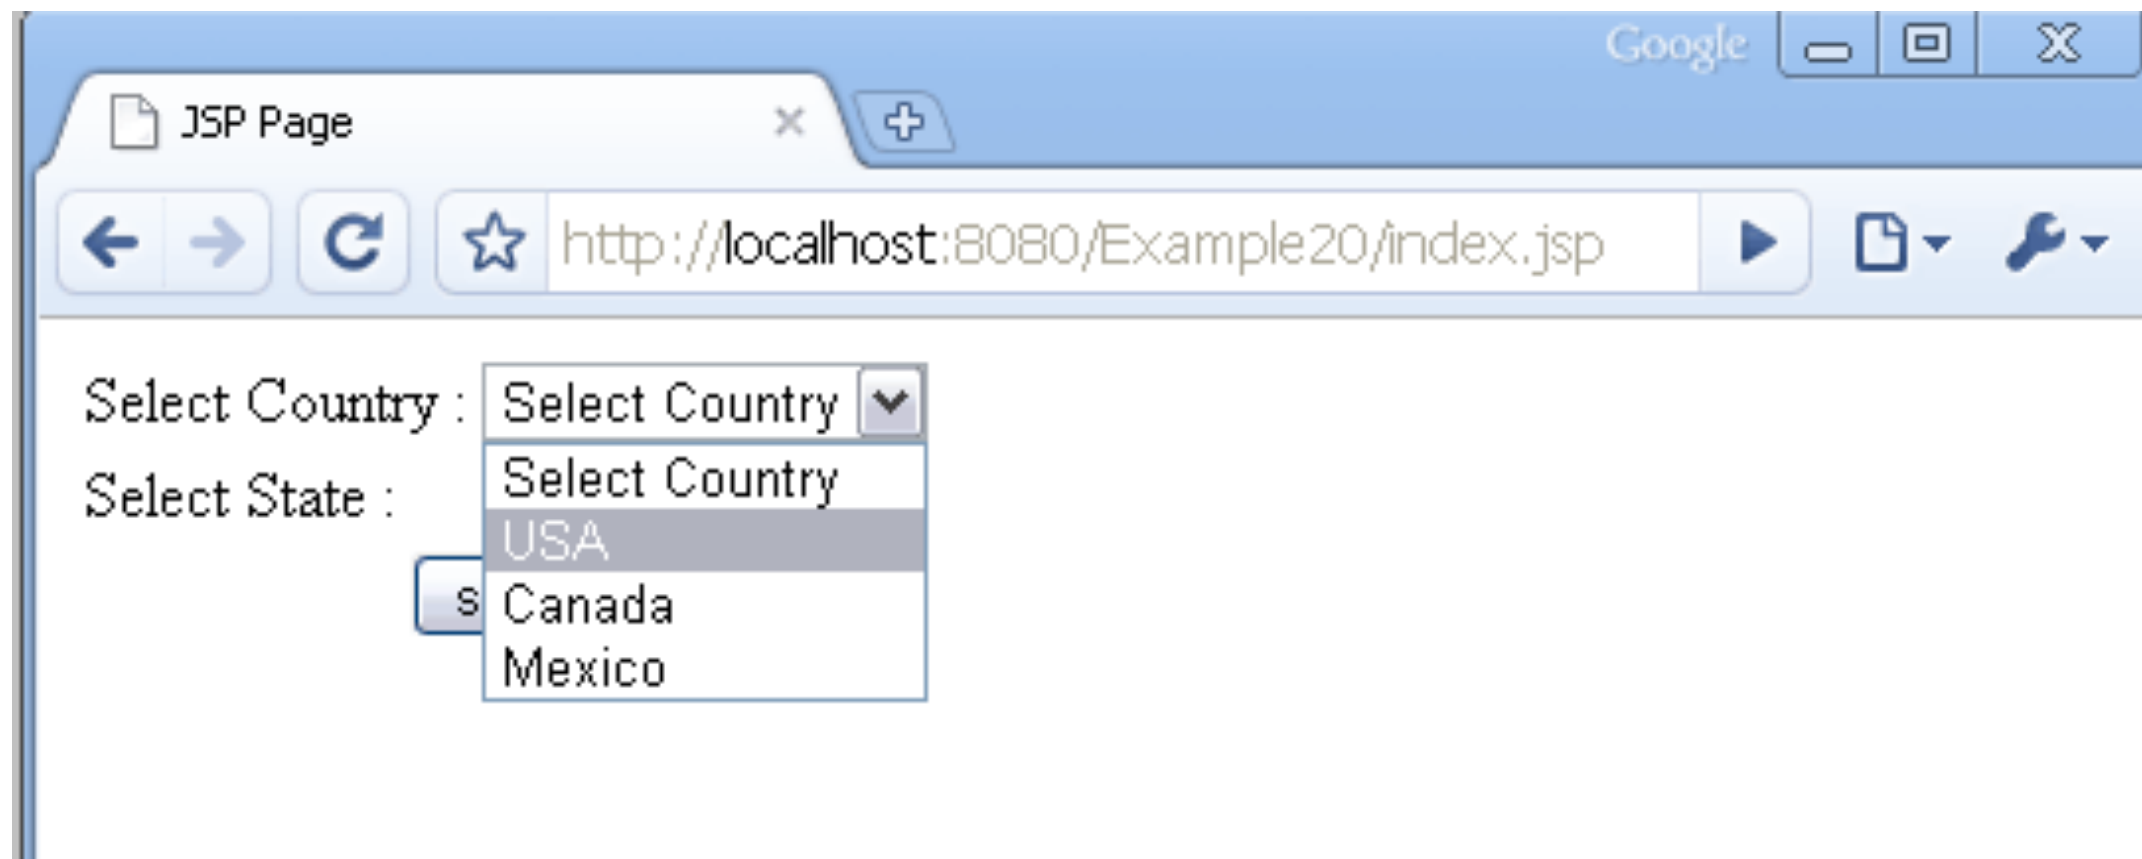 Google
JSP Page
http://localhost:8080/Example20/index.jsp
Select Country : Select Country
Select Country
Select State :
USA
s
Canada
Mexico